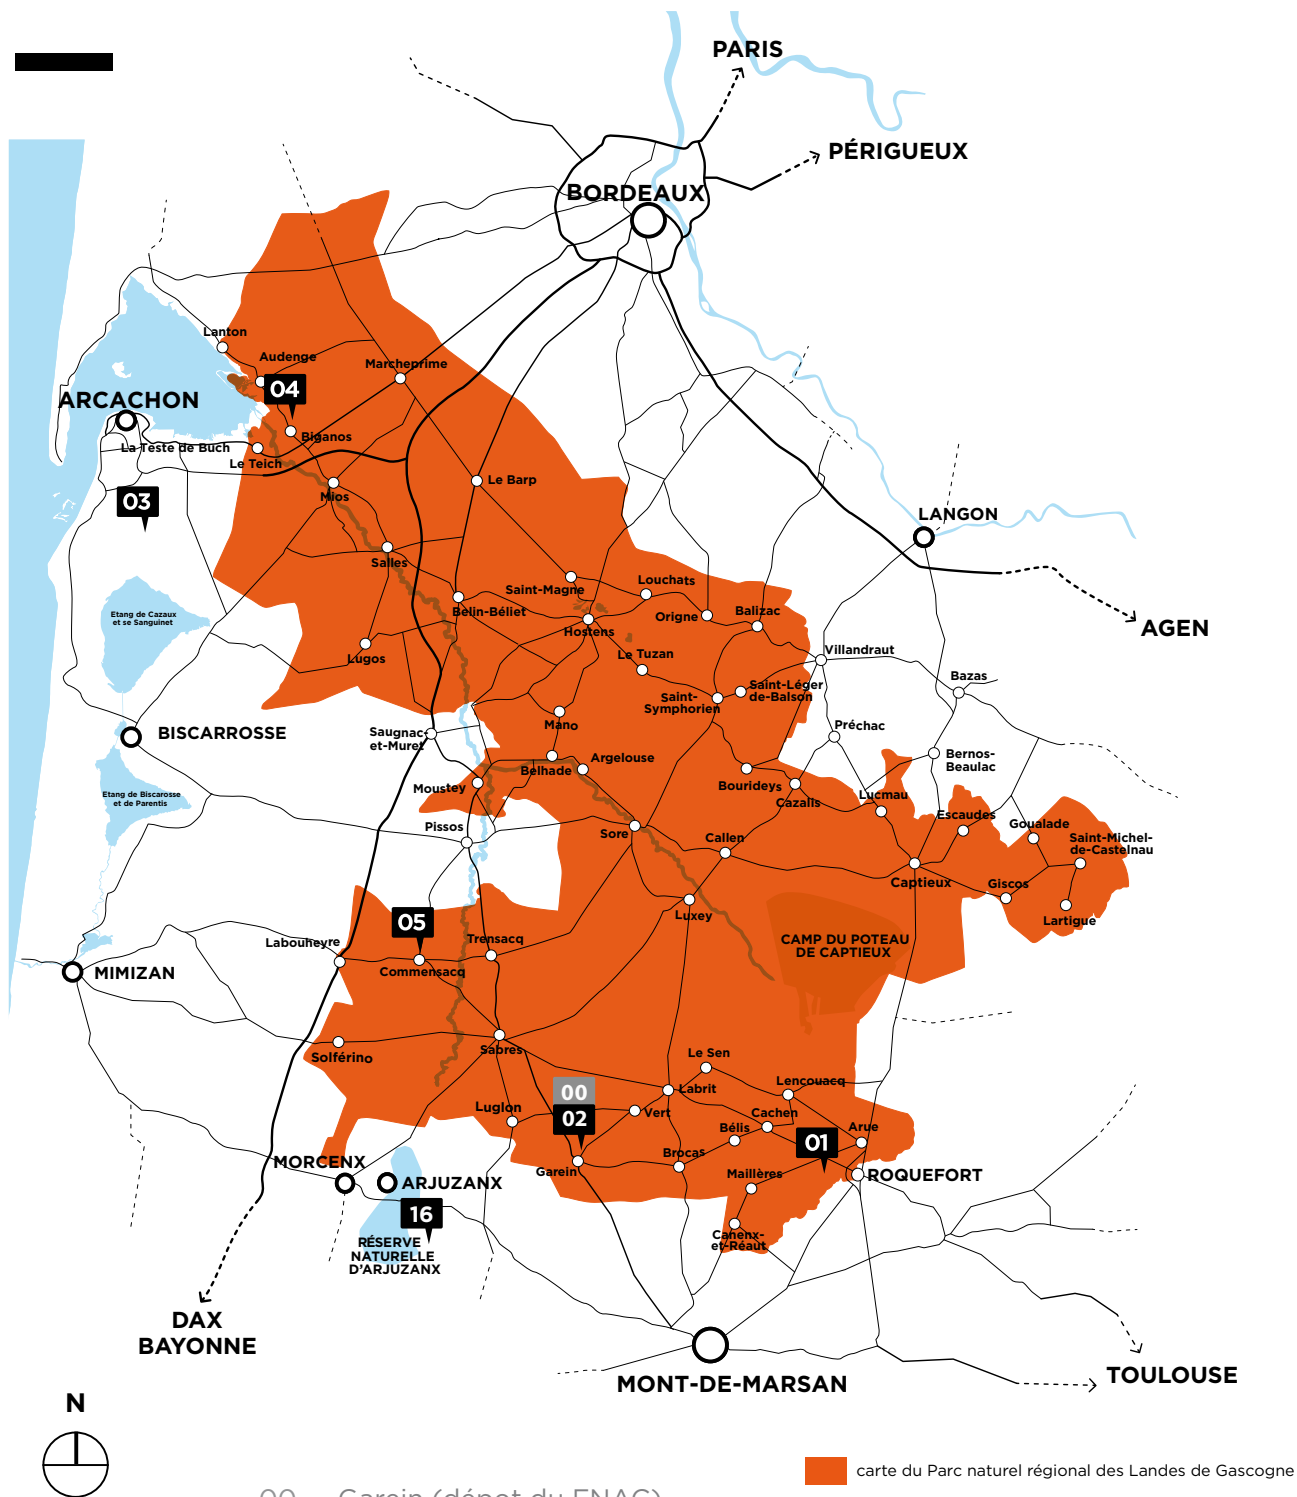 PARIS
PÉRIGUEUX
BORDEAUX
Lanton
Audenge
Marcheprime
04
ARCACHON
Biganos
La Teste de Buch
Le Teich
Le Barp
Mios
03
LANGON
Salles
Saint-Magne
Louchats
Etang de Cazaux
et se Sanguinet
Belin-Béliet
Origne
Balizac
AGEN
Hostens
Lugos
Le Tuzan
Villandraut
Bazas
Saint-Léger
de-Balson
Saint-
Symphorien
Mano
Préchac
BISCARROSSE
Saugnac-
et-Muret
Bernos-
Beaulac
Argelouse
Belhade
Moustey
Bourideys
Cazalis
Lucmau
Etang de Biscarosse
et de Parentis
Escaudes
Goualade
Pissos
Sore
Callen
Saint-Michel-
de-Castelnau
Captieux
Giscos
Luxey
Lartigue
05
Labouheyre
Trensacq
CAMP DU POTEAU
DE CAPTIEUX
Commensacq
MIMIZAN
Solférino
Sabres
Le Sen
Lencouacq
00
Labrit
Luglon
02
Vert
Cachen
Bélis
Arue
01
Brocas
MORCENX
Garein
Maillères
ROQUEFORT
ARJUZANX
16
Canenx-
et-Réaut
RÉSERVE
NATURELLE
D'ARJUZANX
DAX
BAYONNE
TOULOUSE
MONT-DE-MARSAN
N
carte du Parc naturel régional des Landes de Gascogne
00 Garein (dépot du FNAC)